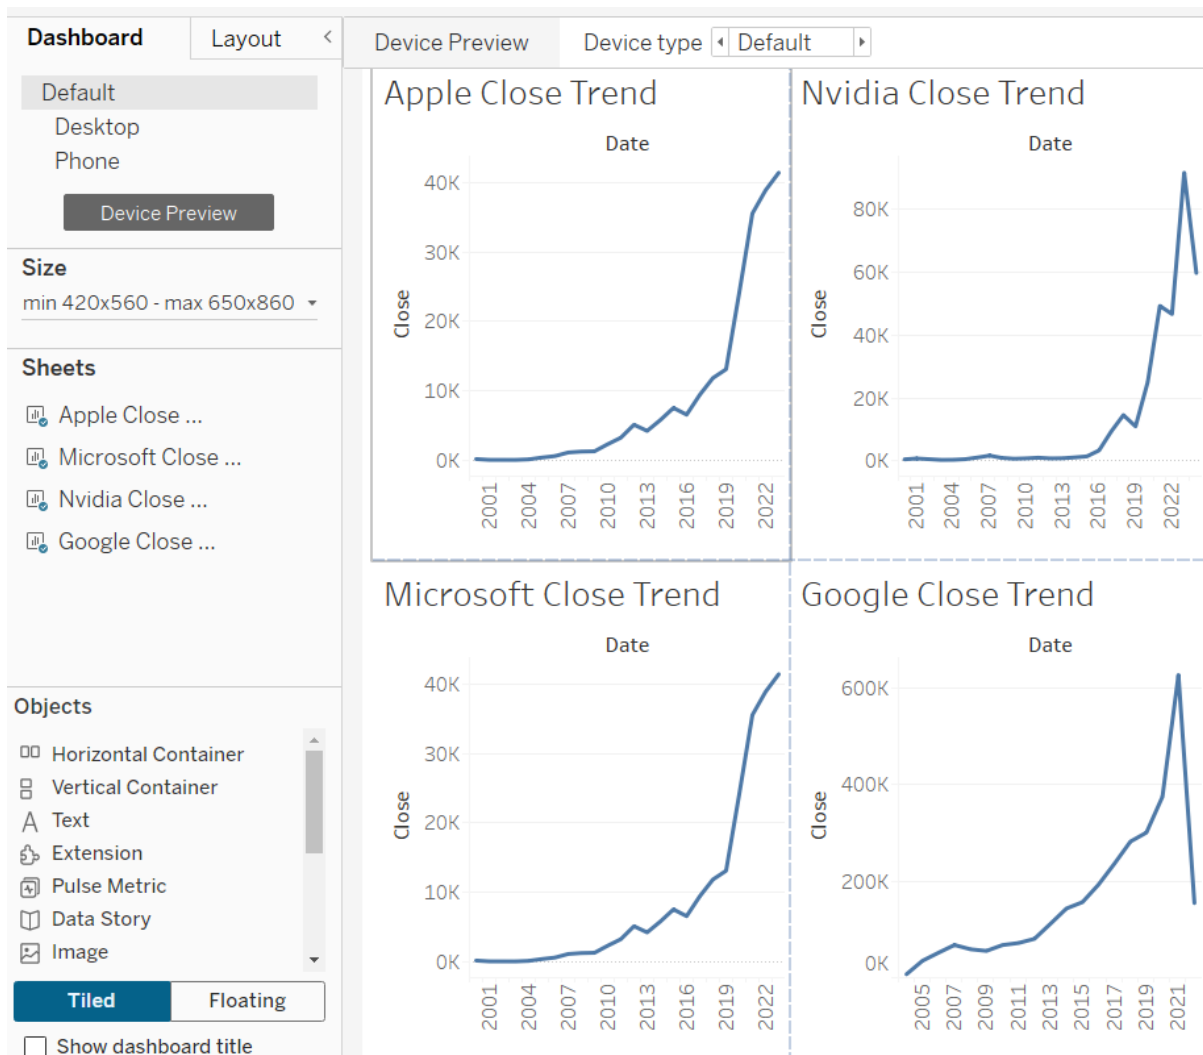 Dashboard
Layout
Default
Desktop
Phone
Device Preview
Size
min 420x560 - max 650x860
Sheets
Apple Close ...
Microsoft Close ...
Nvidia Close ...
Google Close ...
Objects
Horizontal Container
Vertical Container
Text
Extension
Pulse Metric
Data Story
Image
Tiled
Floating
Show dashboard title
Device Preview
Device type
Default
Apple Close Trend
Date
Close
40K
30K
20K
10K
0K
2001
2004
2007
2010
2013
2016
2019
2022
Nvidia Close Trend
Date
Close
80K
60K
40K
20K
0K
2001
2004
2007
2010
2013
2016
2019
2022
Microsoft Close Trend
Date
Close
40K
30K
20K
10K
0K
2001
2004
2007
2010
2013
2016
2019
2022
Google Close Trend
Date
Close
600K
400K
200K
0K
2005
2007
2009
2011
2013
2015
2017
2019
2021